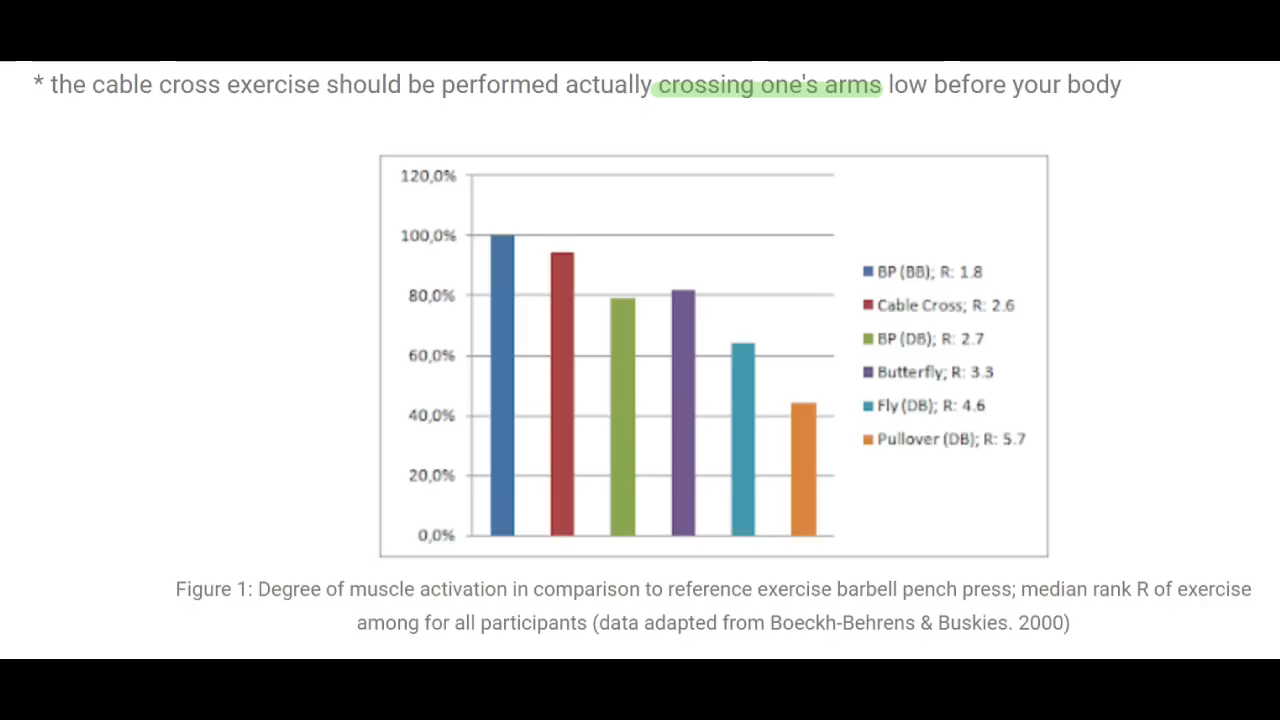 * the cable cross exercise should be performed actually crossing one's arms low before your body
120,0%
100,0%
80,0%
60,0%
40,0%
20,0%
0,0%
BP (BB); R: 1.8
Cable Cross; R: 2.6
BP (DB); R: 2.7
Butterfly; R: 3.3
Fly (DB); R: 4.6
Pullover (DB); R: 5.7
Figure 1: Degree of muscle activation in comparison to reference exercise barbell pench press; median rank R of exercise
among for all participants (data adapted from Boeckh-Behrens & Buskies. 2000)